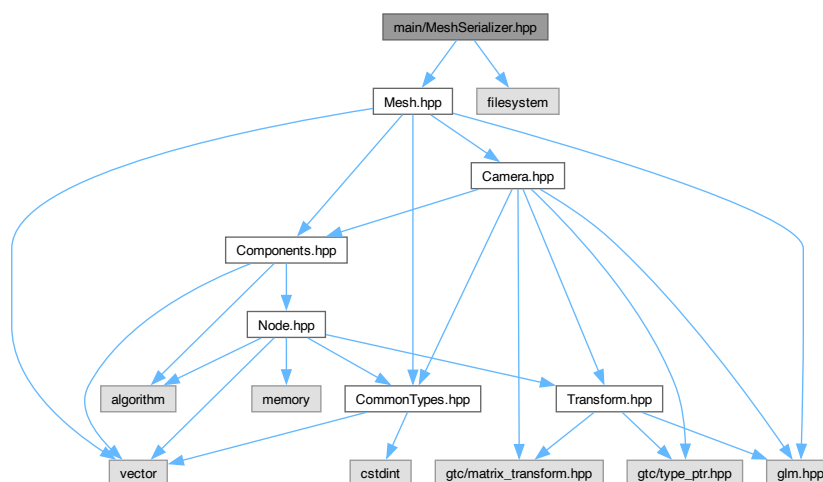 main/MeshSerializer.hpp
Mesh.hpp
filesystem
Camera.hpp
Components.hpp
Node.hpp
algorithm
memory
CommonTypes.hpp
Transform.hpp
vector
cstdint
gtc/matrix_transform.hpp
gtc/type_ptr.hpp
glm.hpp